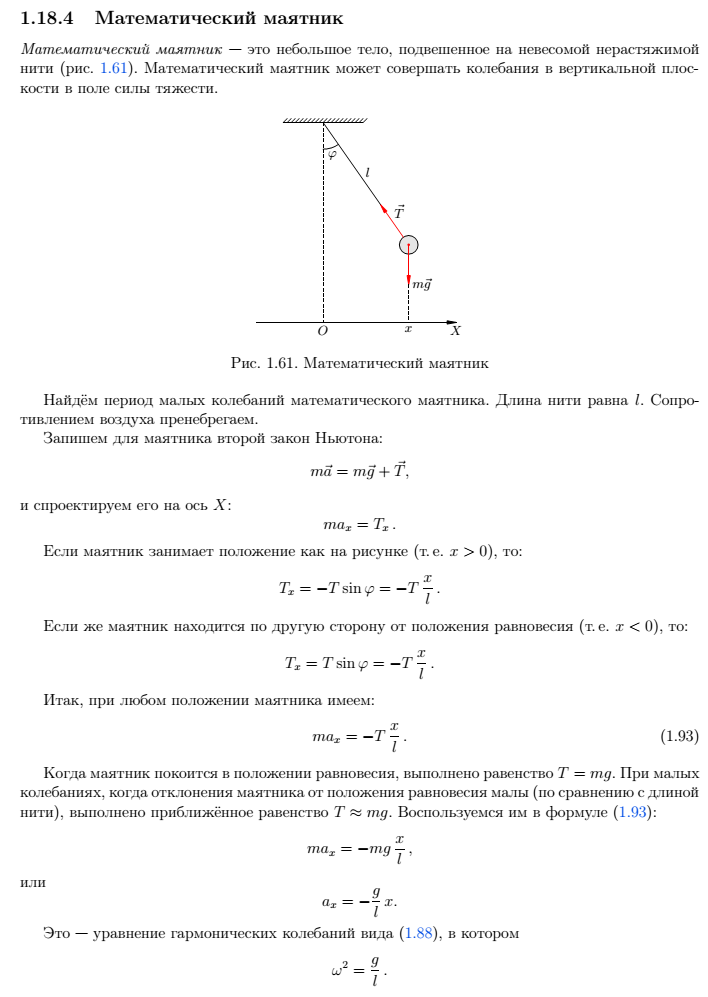 1.18.4 Математический маятник
Математический маятник — это небольшое тело, подвешенное на невесомой нерастяжимой
нити (рис. 1.61). Математический маятник может совершать колебания в вертикальной плос-
кости в поле силы тяжести.
φ
l
T⃗
mg⃗
O x X
Рис. 1.61. Математический маятник
Найдём период малых колебаний математического маятника. Длина нити равна l. Сопро-
тивлением воздуха пренебрегаем.
Запишем для маятника второй закон Ньютона:
ma⃗ = mg⃗ + T⃗,
и спроектируем его на ось X:
maₓ = Tₓ .
Если маятник занимает положение как на рисунке (т. е. x > 0), то:
Tₓ = −T sin φ = −T x/l .
Если же маятник находится по другую сторону от положения равновесия (т. е. x < 0), то:
Tₓ = T sin φ = −T x/l .
Итак, при любом положении маятника имеем:
maₓ = −T x/l . (1.93)
Когда маятник покоится в положении равновесия, выполнено равенство T = mg. При малых
колебаниях, когда отклонения маятника от положения равновесия малы (по сравнению с длиной
нити), выполнено приближённое равенство T ≈ mg. Воспользуемся им в формуле (1.93):
maₓ = −mg x/l ,
или
aₓ = −g/l x.
Это — уравнение гармонических колебаний вида (1.88), в котором
ω² = g/l .